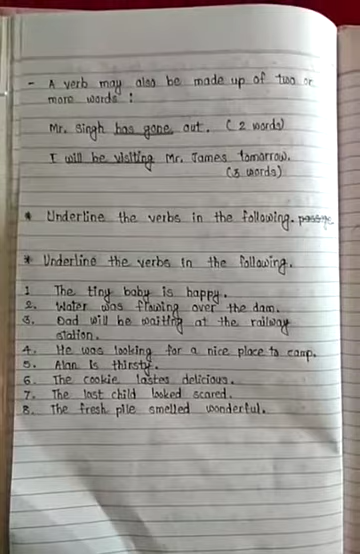 - A verb may also be made up of two or
more words :
Mr. Singh has gone out. (2 words)
I will be visiting Mr. James tomorrow.
(3 words)
* Underline the verbs in the following.
* Underline the verbs in the following.
1 The tiny baby is happy.
2. Water was flowing over the dam.
3. Dad will be waiting at the railway
station.
4. He was looking for a nice place to camp.
5. Alan is thirsty.
6. The cookie tastes delicious.
7. The lost child looked scared.
8. The fresh pile smelled wonderful.